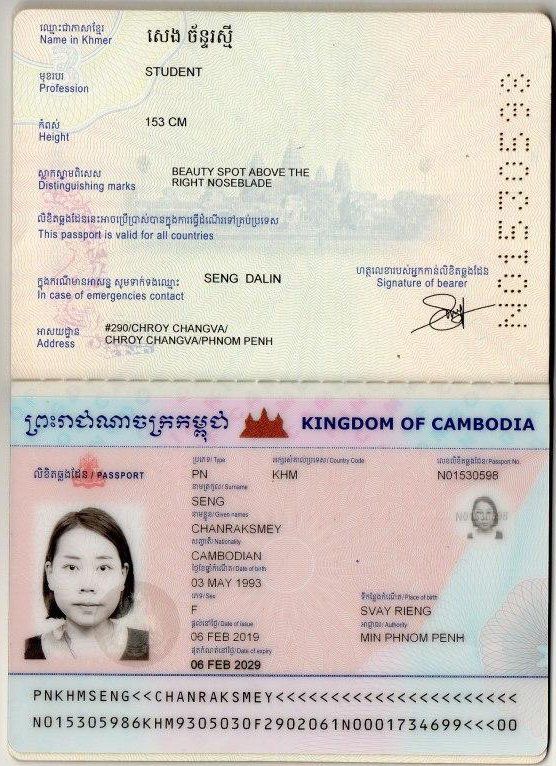 ឈ្មោះជាភាសាខ្មែរ
Name in Khmer
សេង ច័ន្ទរស្មី
មុខរបរ
Profession
STUDENT
កំពស់
Height
153 CM
ស្លាកស្នាមពិសេស
Distinguishing marks
BEAUTY SPOT ABOVE THE
RIGHT NOSEBLADE
លិខិតឆ្លងដែននេះអាចប្រើប្រាស់បានក្នុងការធ្វើដំណើរទៅគ្រប់ប្រទេស
This passport is valid for all countries
ក្នុងករណីមានអាសន្ន សូមទាក់ទងឈ្មោះ
In case of emergencies contact
SENG DALIN
ហត្ថលេខារបស់អ្នកកាន់លិខិតឆ្លងដែន
Signature of bearer
អាសយដ្ឋាន
Address
#290/CHROY CHANGVA/
CHROY CHANGVA/PHNOM PENH
N01530598
ព្រះរាជាណាចក្រកម្ពុជា
KINGDOM OF CAMBODIA
លិខិតឆ្លងដែន / PASSPORT
ប្រភេទ / Type
PN
អក្សរសំគាល់ប្រទេស / Country Code
KHM
លេខលិខិតឆ្លងដែន / Passport No.
N01530598
នាមត្រកូល / Surname
SENG
នាមខ្លួន / Given names
CHANRAKSMEY
សញ្ជាតិ / Nationality
CAMBODIAN
ថ្ងៃខែឆ្នាំកំណើត / Date of birth
03 MAY 1993
ភេទ / Sex
F
ទីកន្លែងកំណើត / Place of birth
SVAY RIENG
ផ្តល់នៅថ្ងៃ / Date of issue
06 FEB 2019
អាជ្ញាធរ / Authority
MIN PHNOM PENH
ផុតកំណត់នៅថ្ងៃ / Date of expiry
06 FEB 2029
PNKHMSENG<<CHANRAKSMEY<<<<<<<<<<<<<<<<<<<<<<
N015305986KHM9305030F2902061N0001734699<<<00